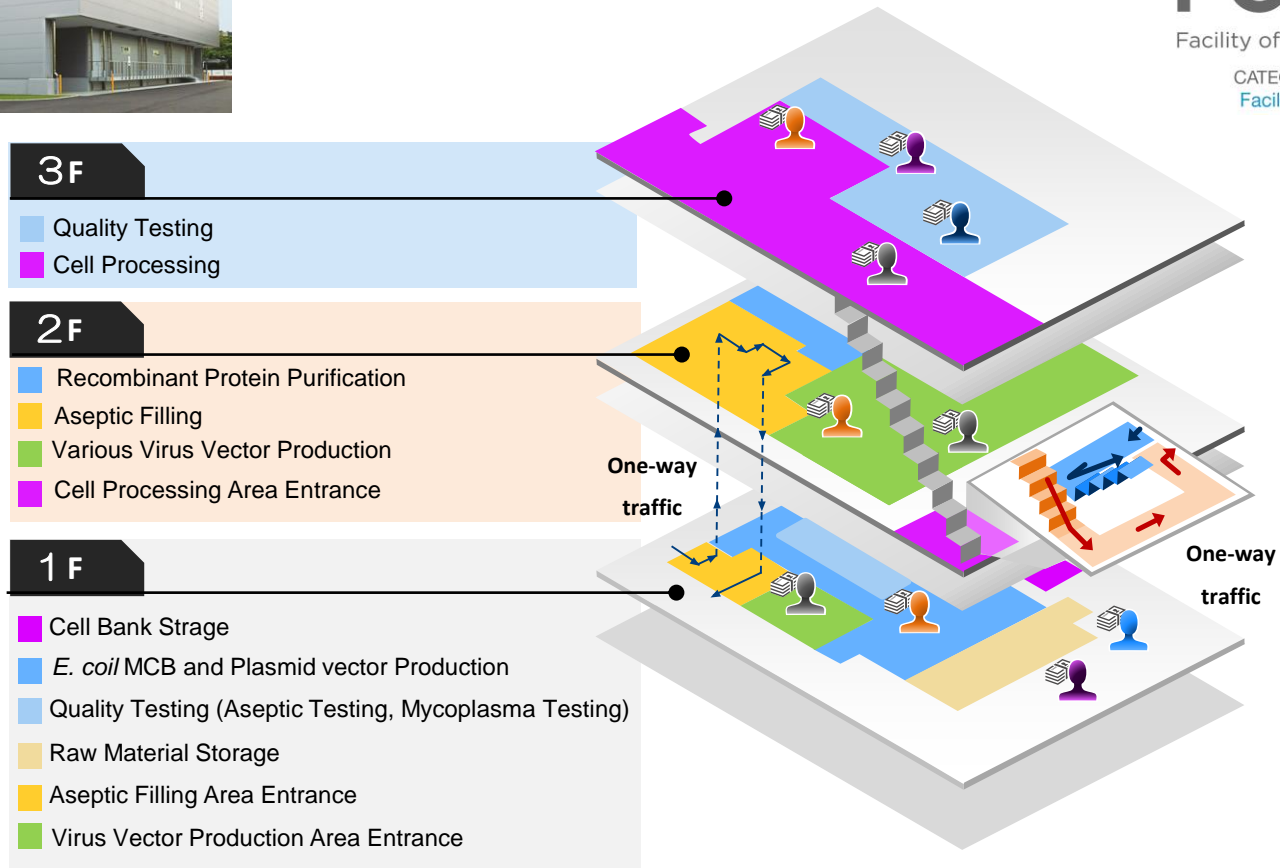 Facility of
CATE
Facil
3F
Quality Testing
Cell Processing
2F
Recombinant Protein Purification
Aseptic Filling
Various Virus Vector Production
Cell Processing Area Entrance
One-way
traffic
1F
Cell Bank Strage
E. coil MCB and Plasmid vector Production
Quality Testing (Aseptic Testing, Mycoplasma Testing)
Raw Material Storage
Aseptic Filling Area Entrance
Virus Vector Production Area Entrance
One-way
traffic